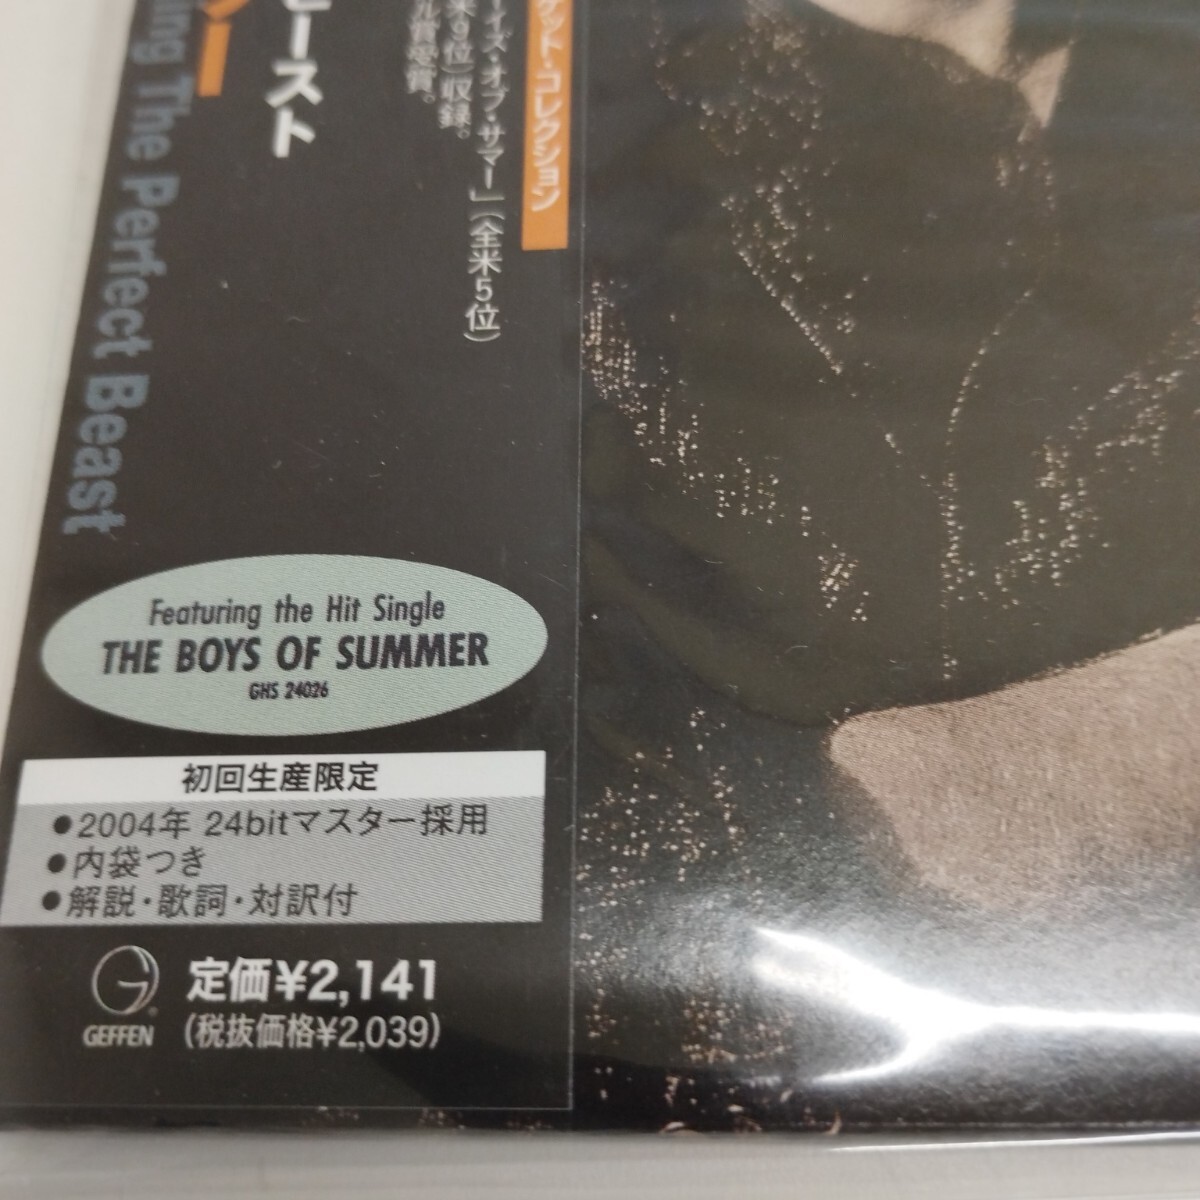 ケット・コレクション
ーイズ・オブ・サマー」(全米5位)
米9位)収録。
ル賞受賞。
ビースト
ing The Perfect Beast
Featuring the Hit Single
THE BOYS OF SUMMER
GHS 24026
初回生産限定
●2004年 24bitマスター採用
●内袋つき
●解説・歌詞・対訳付
GEFFEN
定価¥2,141
(税抜価格¥2,039)